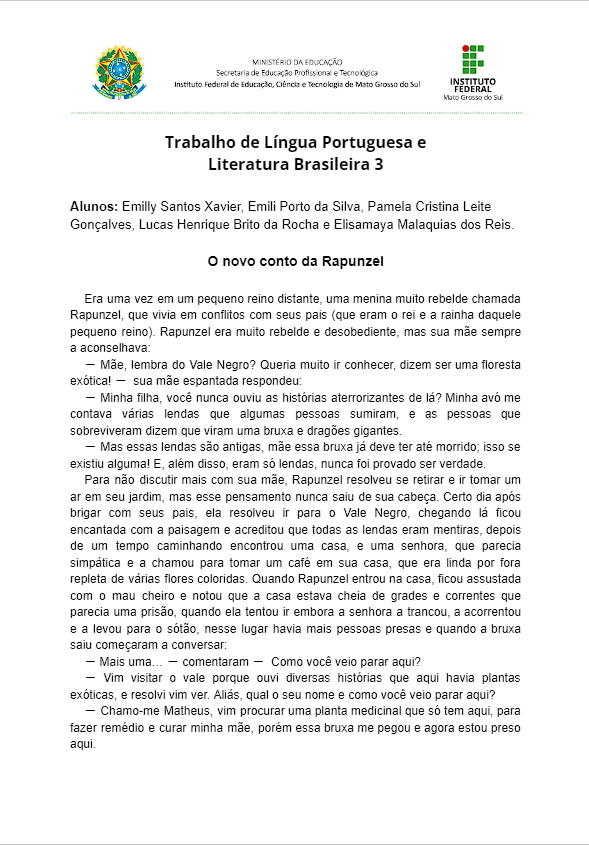 MINISTÉRIO DA EDUCAÇÃO
Secretaria de Educação Profissional e Tecnológica
Instituto Federal de Educação, Ciência e Tecnologia de Mato Grosso do Sul
INSTITUTO
FEDERAL
Mato Grosso do Sul
Trabalho de Língua Portuguesa e
Literatura Brasileira 3
Alunos: Emilly Santos Xavier, Emili Porto da Silva, Pamela Cristina Leite
Gonçalves, Lucas Henrique Brito da Rocha e Elisamaya Malaquias dos Reis.
O novo conto da Rapunzel
Era uma vez em um pequeno reino distante, uma menina muito rebelde chamada
Rapunzel, que vivia em conflitos com seus pais (que eram o rei e a rainha daquele
pequeno reino). Rapunzel era muito rebelde e desobediente, mas sua mãe sempre
a aconselhava:
— Mãe, lembra do Vale Negro? Queria muito ir conhecer, dizem ser uma floresta
exótica! — sua mãe espantada respondeu:
— Minha filha, você nunca ouviu as histórias aterrorizantes de lá? Minha avó me
contava várias lendas que algumas pessoas sumiram, e as pessoas que
sobreviveram dizem que viram uma bruxa e dragões gigantes.
— Mas essas lendas são antigas, mãe essa bruxa já deve ter até morrido; isso se
existiu alguma! E, além disso, eram só lendas, nunca foi provado ser verdade.
Para não discutir mais com sua mãe, Rapunzel resolveu se retirar e ir tomar um
ar em seu jardim, mas esse pensamento nunca saiu de sua cabeça. Certo dia após
brigar com seus pais, ela resolveu ir para o Vale Negro, chegando lá ficou
encantada com a paisagem e acreditou que todas as lendas eram mentiras, depois
de um tempo caminhando encontrou uma casa, e uma senhora, que parecia
simpática e a chamou para tomar um café em sua casa, que era linda por fora
repleta de várias flores coloridas. Quando Rapunzel entrou na casa, ficou assustada
com o mau cheiro e notou que a casa estava cheia de grades e correntes que
parecia uma prisão, quando ela tentou ir embora a senhora a trancou, a acorrentou
e a levou para o sótão, nesse lugar havia mais pessoas presas e quando a bruxa
saiu começaram a conversar:
— Mais uma... — comentaram — Como você veio parar aqui?
— Vim visitar o vale porque ouvi diversas histórias que aqui havia plantas
exóticas, e resolvi vim ver. Aliás, qual o seu nome e como você veio parar aqui?
— Chamo-me Matheus, vim procurar uma planta medicinal que só tem aqui, para
fazer remédio e curar minha mãe, porém essa bruxa me pegou e agora estou preso
aqui.